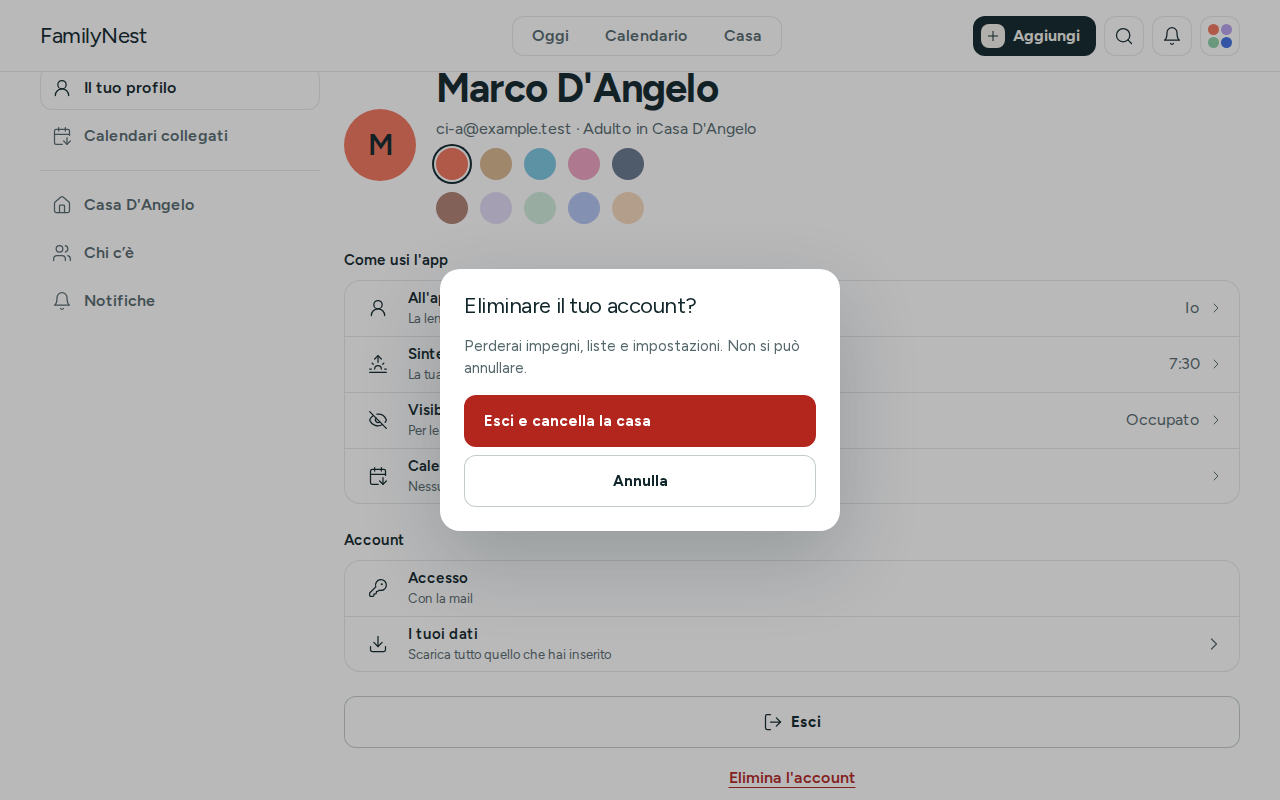 FamilyNest
Oggi
Calendario
Casa
Aggiungi
Il tuo profilo
Calendari collegati
Casa D'Angelo
Chi c’è
Notifiche
Marco D'Angelo
M
ci-a@example.test · Adulto in Casa D'Angelo
Come usi l'app
Io
7:30
Occupato
Eliminare il tuo account?
Perderai impegni, liste e impostazioni. Non si può
annullare.
Esci e cancella la casa
Annulla
Account
Accesso
Con la mail
I tuoi dati
Scarica tutto quello che hai inserito
Esci
Elimina l'account